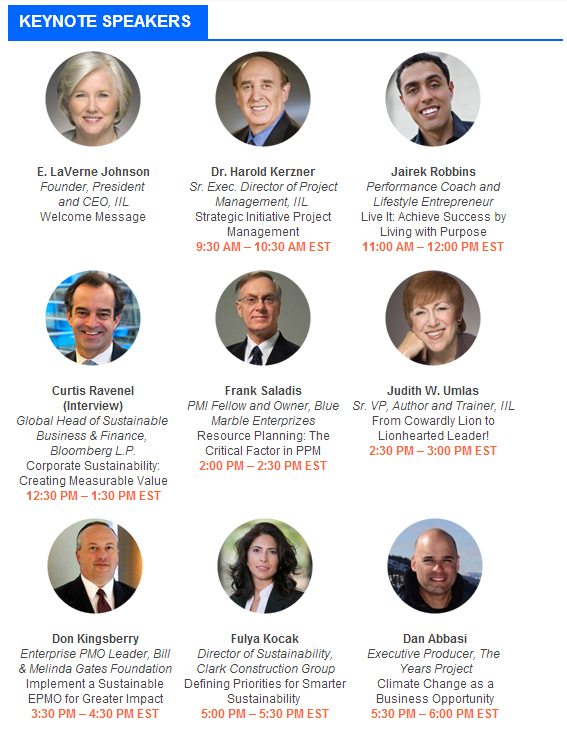 KEYNOTE SPEAKERS
E. LaVerne Johnson
Founder, President
and CEO, IIL
Welcome Message
Dr. Harold Kerzner
Sr. Exec. Director of Project
Management, IIL
Strategic Initiative Project
Management
9:30 AM – 10:30 AM EST
Jairek Robbins
Performance Coach and
Lifestyle Entrepreneur
Live It: Achieve Success by
Living with Purpose
11:00 AM – 12:00 PM EST
Curtis Ravenel
(Interview)
Global Head of Sustainable
Business & Finance,
Bloomberg L.P.
Corporate Sustainability:
Creating Measurable Value
12:30 PM – 1:30 PM EST
Frank Saladis
PMI Fellow and Owner, Blue
Marble Enterprizes
Resource Planning: The
Critical Factor in PPM
2:00 PM – 2:30 PM EST
Judith W. Umlas
Sr. VP, Author and Trainer, IIL
From Cowardly Lion to
Lionhearted Leader!
2:30 PM – 3:00 PM EST
Don Kingsberry
Enterprise PMO Leader, Bill
& Melinda Gates Foundation
Implement a Sustainable
EPMO for Greater Impact
3:30 PM – 4:30 PM EST
Fulya Kocak
Director of Sustainability,
Clark Construction Group
Defining Priorities for Smarter
Sustainability
5:00 PM – 5:30 PM EST
Dan Abbasi
Executive Producer, The
Years Project
Climate Change as a
Business Opportunity
5:30 PM – 6:00 PM EST